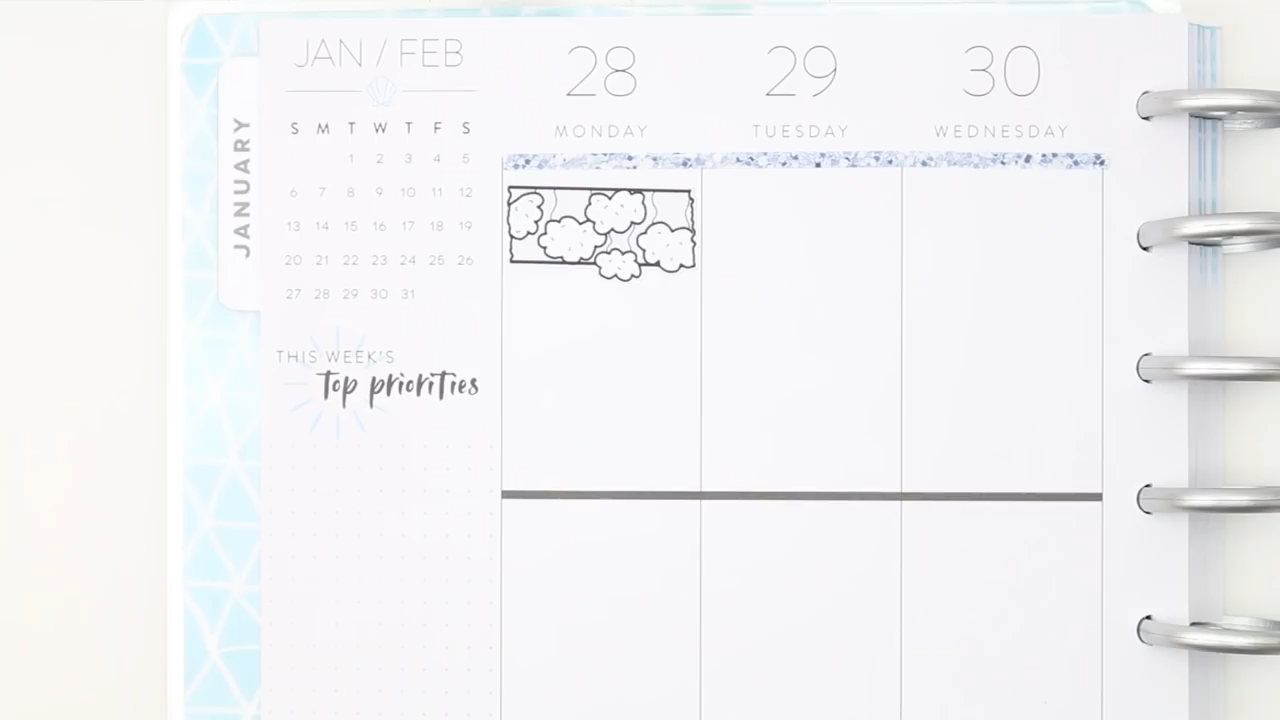 JANUARY
JAN / FEB
S M T W T F S
1 2 3 4 5
6 7 8 9 10 11 12
13 14 15 16 17 18 19
20 21 22 23 24 25 26
27 28 29 30 31
THIS WEEK'S
Top priorities
28
MONDAY
29
TUESDAY
30
WEDNESDAY